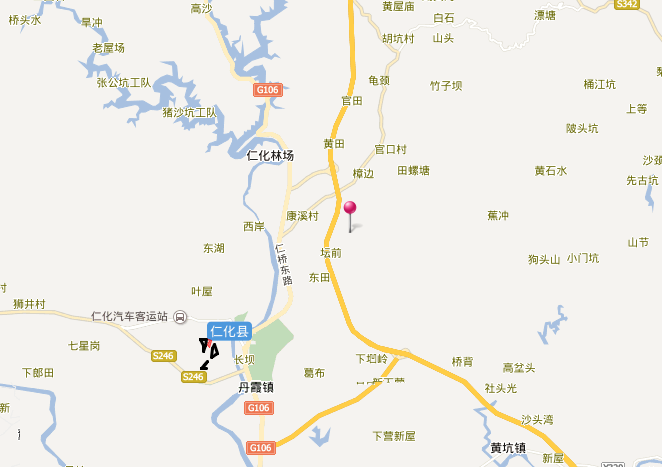 高沙
黄屋庙
S342
桥头水
旱冲
白石
漂塘
老屋场
胡坑村
山头
张公坑工队
G106
龟颈
竹子坝
桶江坑
官田
猪沙坑工队
上等
陂头坑
黄田
仁化林场
官口村
樟边
田螺塘
黄石水
先古坑
康溪村
蕉冲
西岸
东湖
仁桥东路
坛前
山节
狗头山
小门坑
东田
叶屋
狮井村
仁化汽车客运站
仁化县
七星岗
S246
长坝
下塱岭
桥背
下郎田
S246
葛布
高岔头
丹霞镇
社头光
新
G106
沙头湾
下营新屋
G106
黄坑镇
新屋